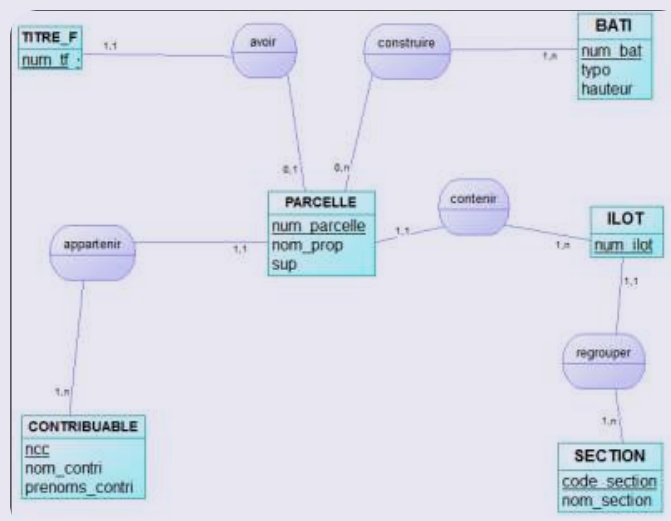 TITRE_F
num_tf
1,1
avoir
construire
1,n
BATI
num_bat
typo
hauteur
0,1
0,n
PARCELLE
num_parcelle
nom_prop
sup
appartenir
1,1
1,1
contenir
1,n
ILOT
num_ilot
1,1
regrouper
1,n
1,n
CONTRIBUABLE
ncc
nom_contri
prenoms_contri
SECTION
code_section
nom_section